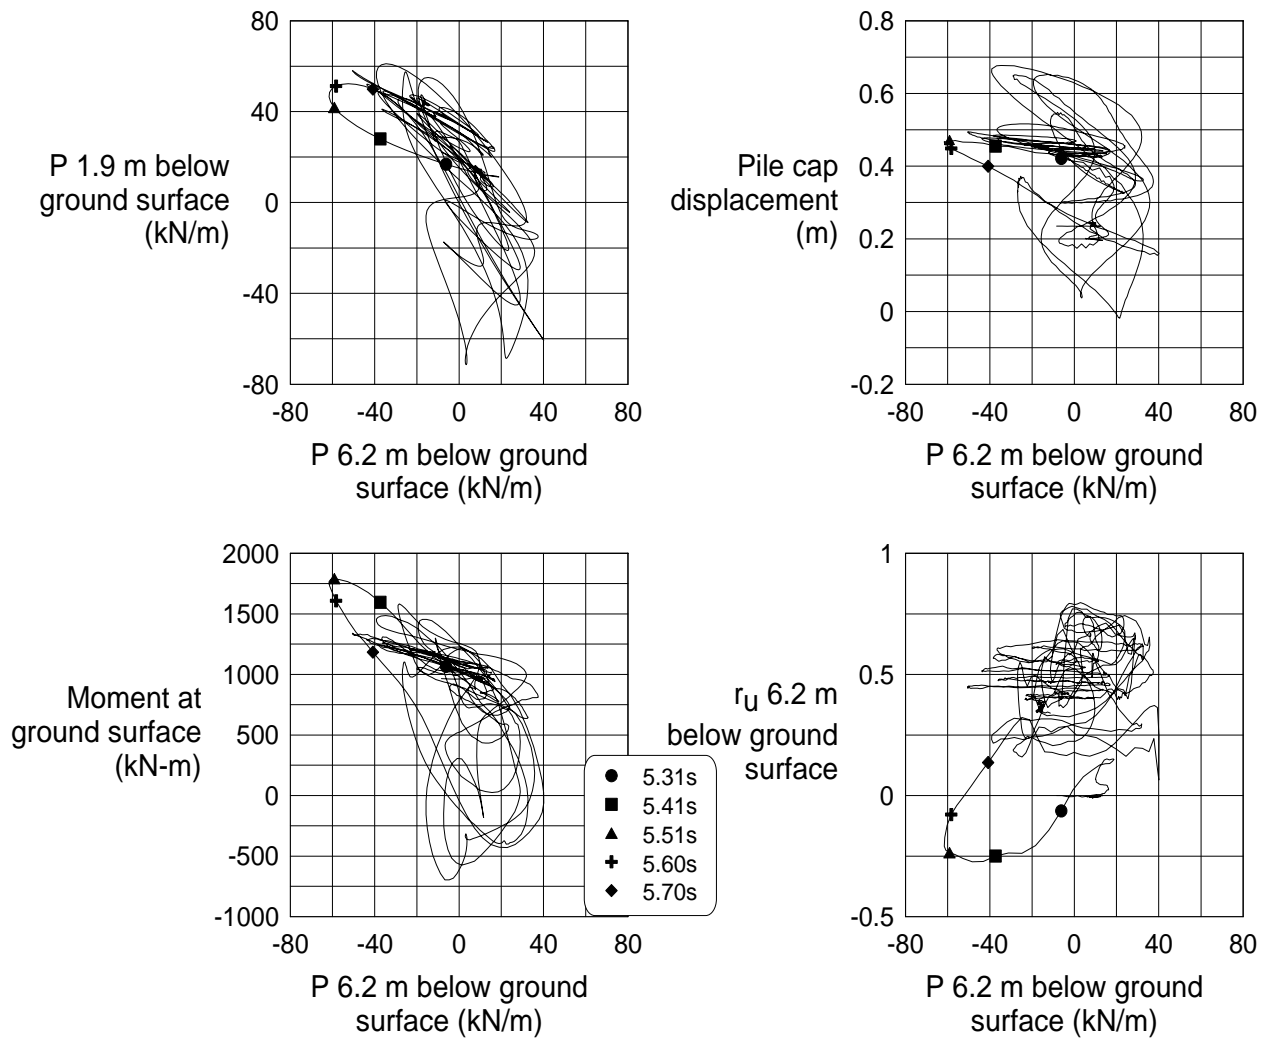 80
40
0
-40
-80
P 1.9 m below
ground surface
(kN/m)
-80 -40 0 40 80
P 6.2 m below ground
surface (kN/m)
0.8
0.6
0.4
0.2
0
-0.2
Pile cap
displacement
(m)
-80 -40 0 40 80
P 6.2 m below ground
surface (kN/m)
2000
1500
1000
500
0
-500
-1000
Moment at
ground surface
(kN-m)
-80 -40 0 40 80
P 6.2 m below ground
surface (kN/m)
5.31s
5.41s
5.51s
5.60s
5.70s
1
0.5
0
-0.5
ru 6.2 m
below ground
surface
-80 -40 0 40 80
P 6.2 m below ground
surface (kN/m)